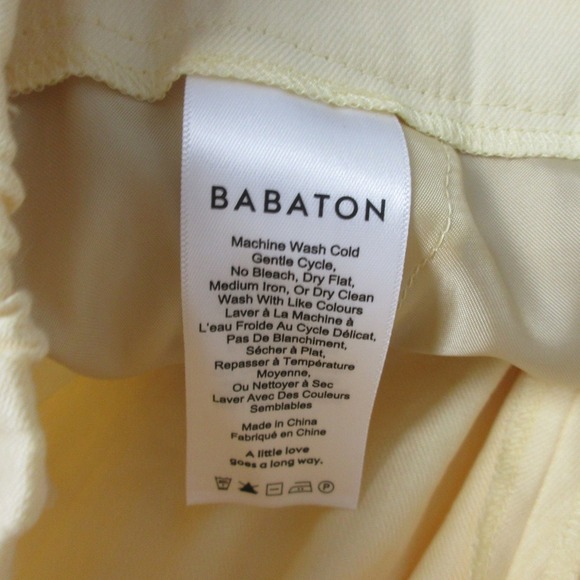 BABATON
Machine Wash Cold
Gentle Cycle,
No Bleach, Dry Flat,
Medium Iron, Or Dry Clean
Wash With Like Colours
Laver à La Machine à
L'eau Froide Au Cycle Délicat,
Pas De Blanchiment,
Sécher à Plat,
Repasser à Température
Moyenne,
Ou Nettoyer à Sec
Laver Avec Des Couleurs
Semblables
Made in China
Fabriqué en Chine
A little love
goes a long way.
P